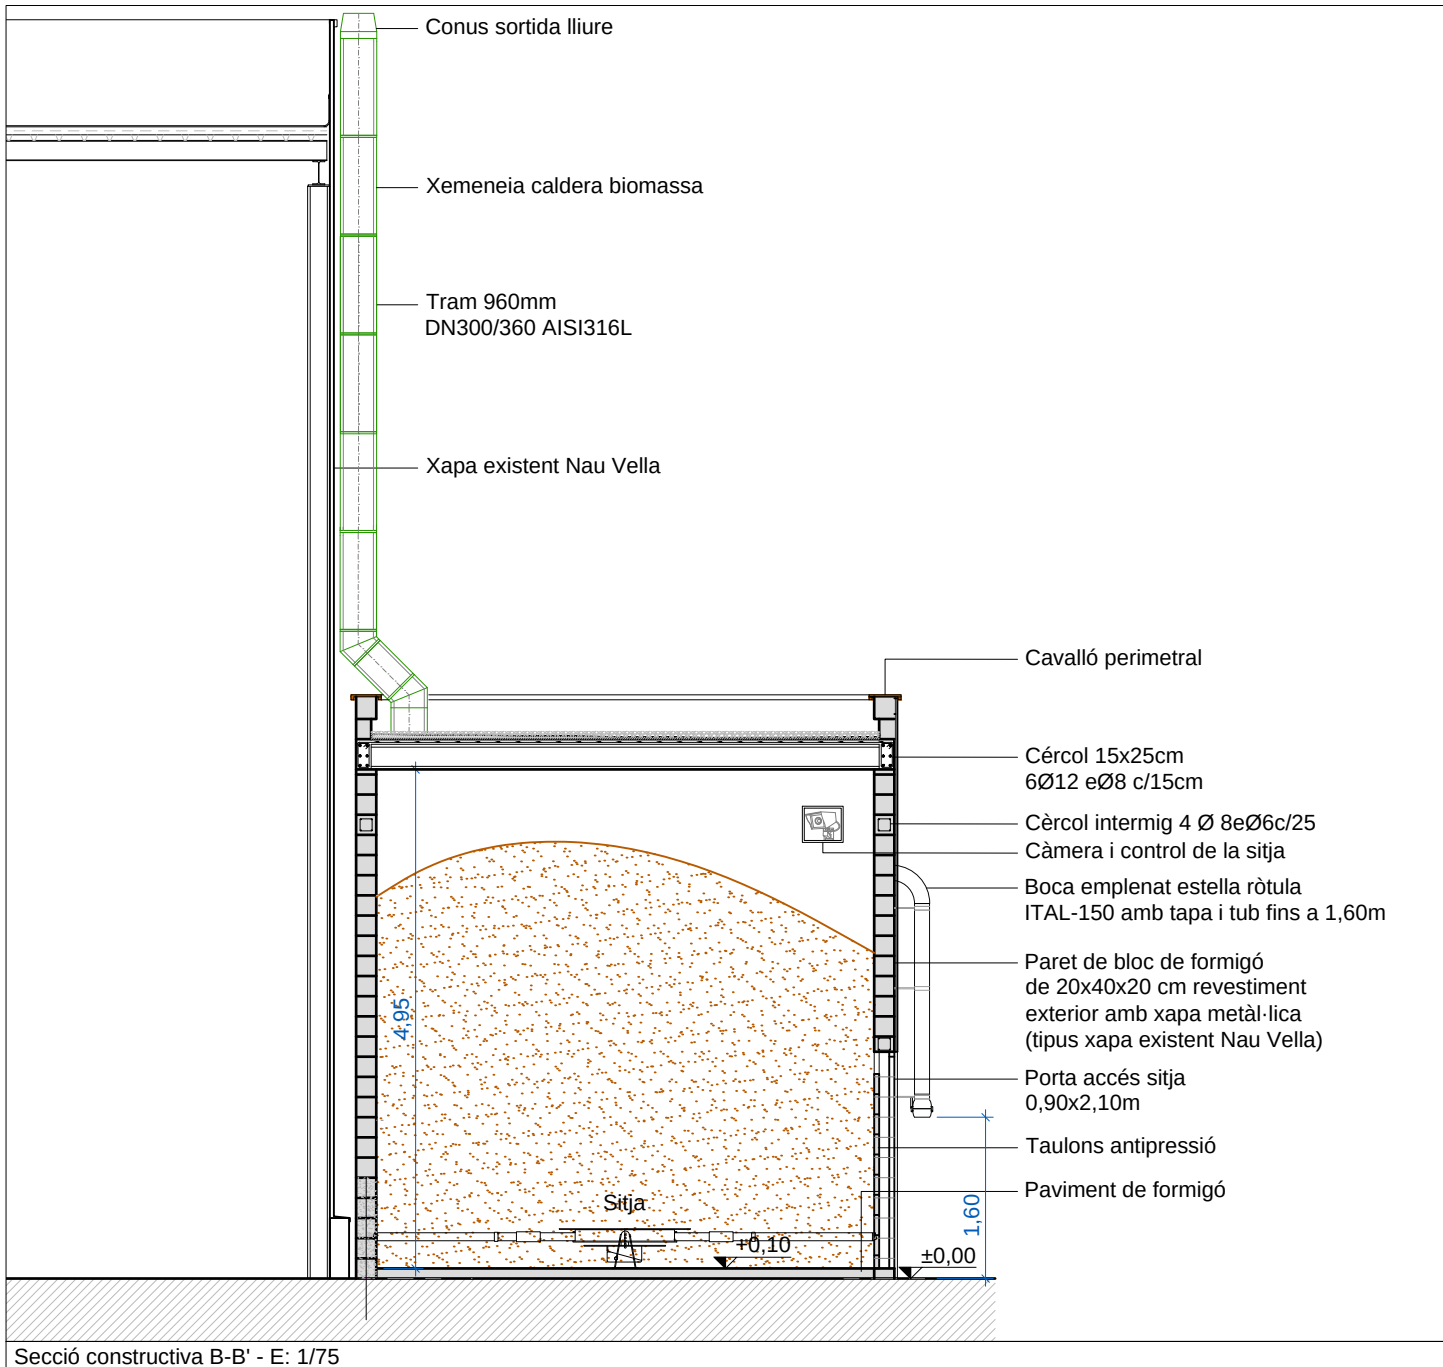 Conus sortida lliure
Xemeneia caldera biomassa
Tram 960mm
DN300/360 AISI316L
Xapa existent Nau Vella
Cavalló perimetral
Cércol 15x25cm
6Ø12 eØ8 c/15cm
Cèrcol intermig 4 Ø 8eØ6c/25
Càmera i control de la sitja
Boca emplenat estella ròtula
ITAL-150 amb tapa i tub fins a 1,60m
Paret de bloc de formigó
de 20x40x20 cm revestiment
exterior amb xapa metàl·lica
(tipus xapa existent Nau Vella)
4,95
Porta accés sitja
0,90x2,10m
Taulons antipressió
Paviment de formigó
Sitja
1,60
+0,10
±0,00
Secció constructiva B-B' - E: 1/75